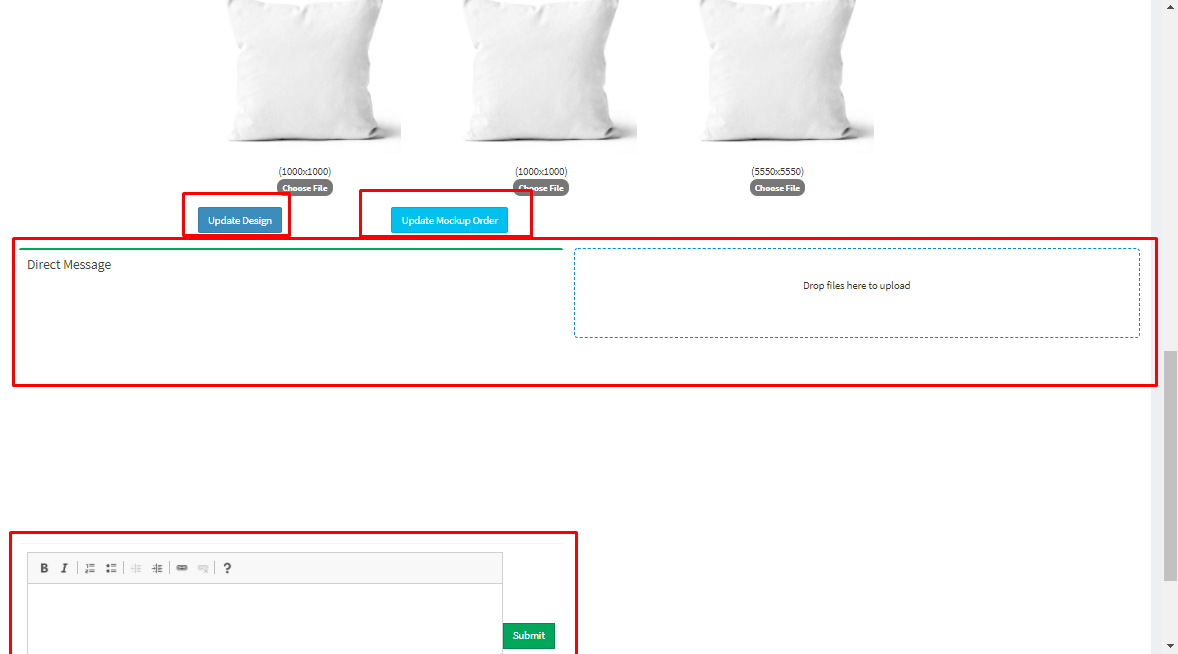 (1000x1000) (1000x1000) (5550x5550)
Choose File Choose File Choose File
Update Design Update Mockup Order
Direct Message
Drop files here to upload
B I ?
Submit